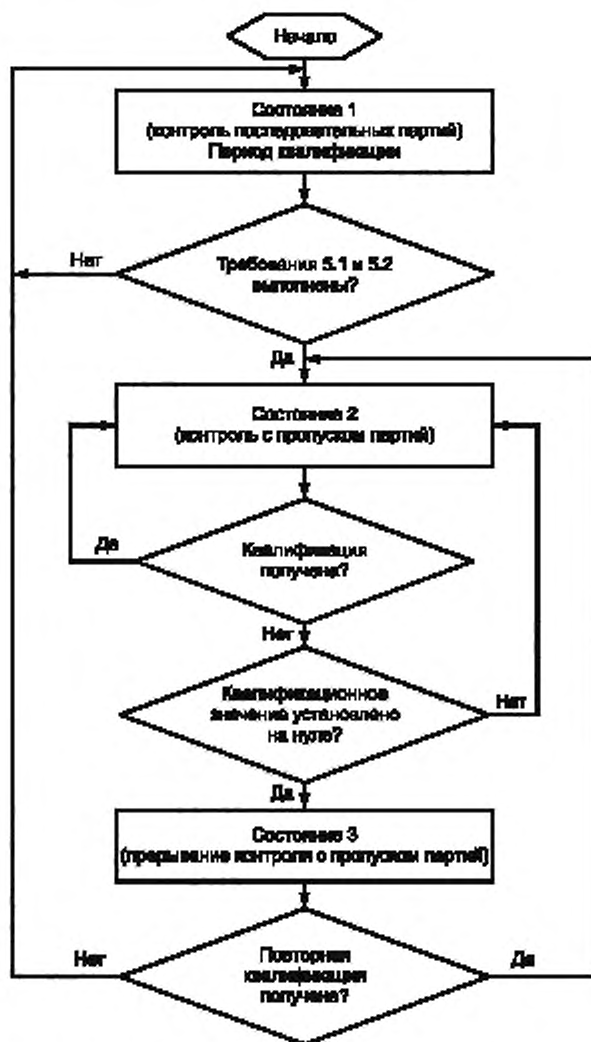 Начало
Состояние 1
(контроль последовательных партий)
Период квалификации
Требования 5.1 и 5.2
выполнены?
Нет
Да
Состояние 2
(контроль с пропуском партий)
Квалификация
получена?
Да
Нет
Квалификационное
значение установлено
на нуле?
Нет
Да
Состояние 3
(прерывание контроля с пропуском партий)
Повторная
квалификация
получена?
Нет
Да